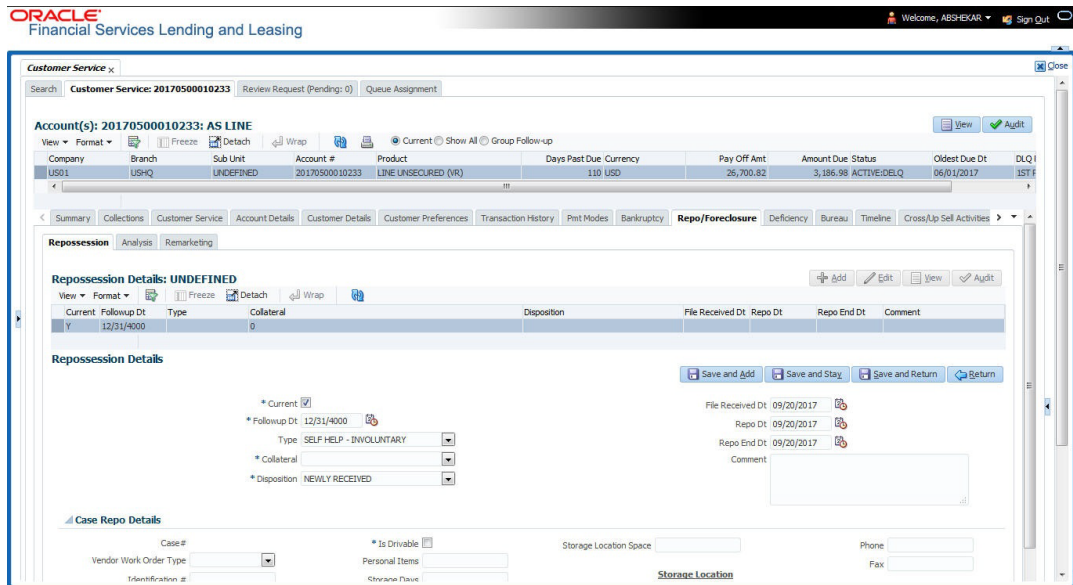 ORACLE
Welcome, ABSHEKAR
Sign Out
Financial Services Lending and Leasing
Customer Service x
Close
Search Customer Service: 20170500010233 Review Request (Pending: 0) Queue Assignment
Account(s): 20170500010233: AS LINE
View Audit
View Format Freeze Detach Wrap Current Show All Group Follow-up
Company Branch Sub Unit Account # Product Days Past Due Currency Pay Off Amt Amount Due Status Oldest Due Dt DLQ
US01 USHQ UNDEFINED 20170500010233 LINE UNSECURED (VR) 110 USD 26,700.82 3,186.98 ACTIVE:DELQ 06/01/2017 1ST
Summary Collections Customer Service Account Details Customer Details Customer Preferences Transaction History Pmt Modes Bankruptcy Repo/Foreclosure Deficiency Bureau Timeline Cross/Up Sell Activities
Repossession Analysis Remarketing
Repossession Details: UNDEFINED
Add Edit View Audit
View Format Freeze Detach Wrap
Current Followup Dt Type Collateral Disposition File Received Dt Repo Dt Repo End Dt Comment
Y 12/31/4000 0
Repossession Details
Save and Add Save and Stay Save and Return Return
* Current
File Received Dt 09/20/2017
* Followup Dt 12/31/4000
Repo Dt 09/20/2017
Type SELF HELP - INVOLUNTARY
Repo End Dt 09/20/2017
* Collateral
Comment
* Disposition NEWLY RECEIVED
Case Repo Details
Case# * Is Drivable Storage Location Space Phone
Vendor Work Order Type Personal Items Fax
Identification # Storage Days Storage Location